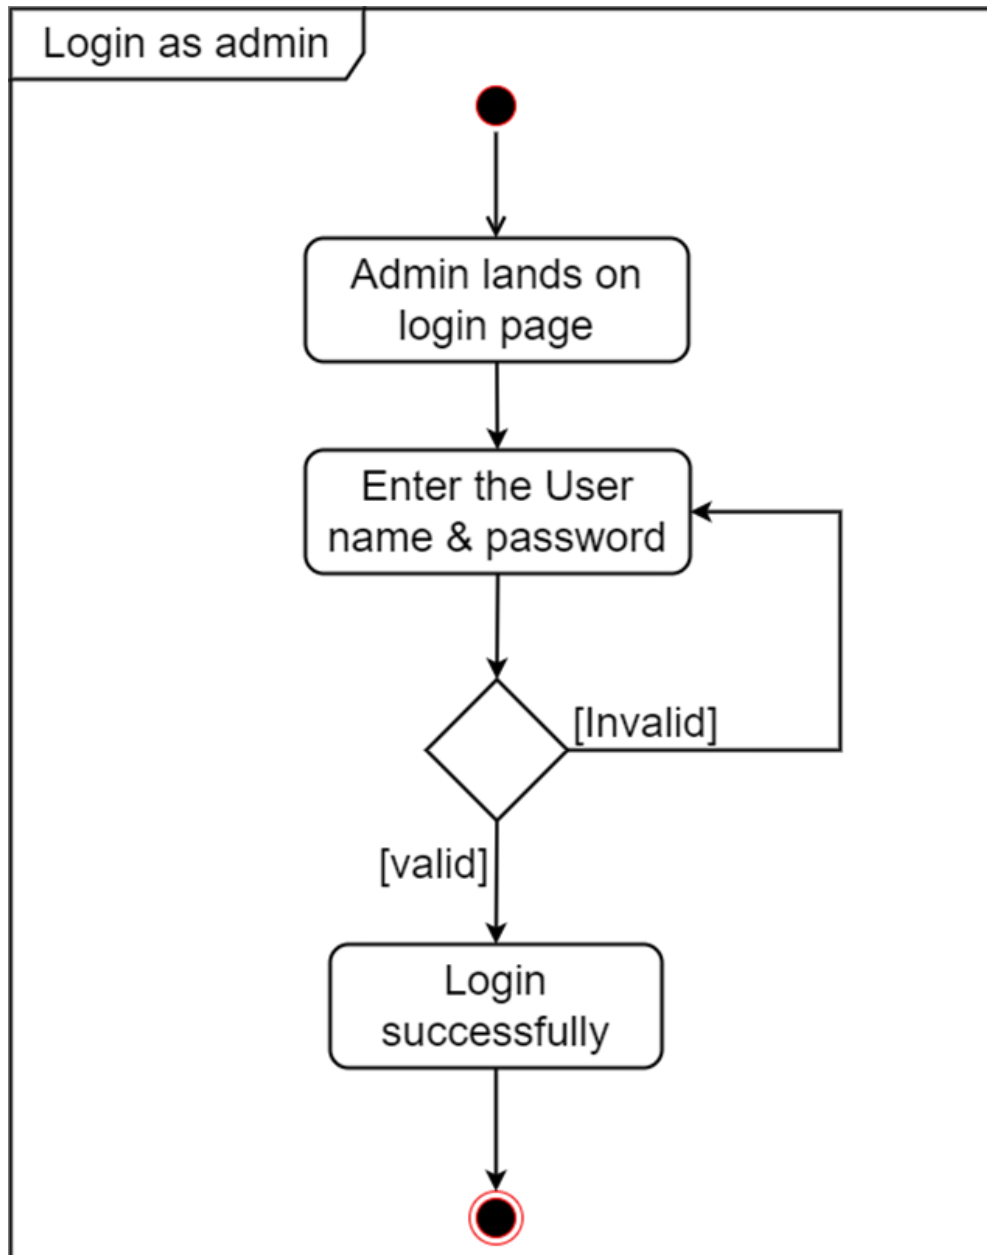 Login as admin
Admin lands on
login page
Enter the User
name & password
[Invalid]
[valid]
Login
successfully